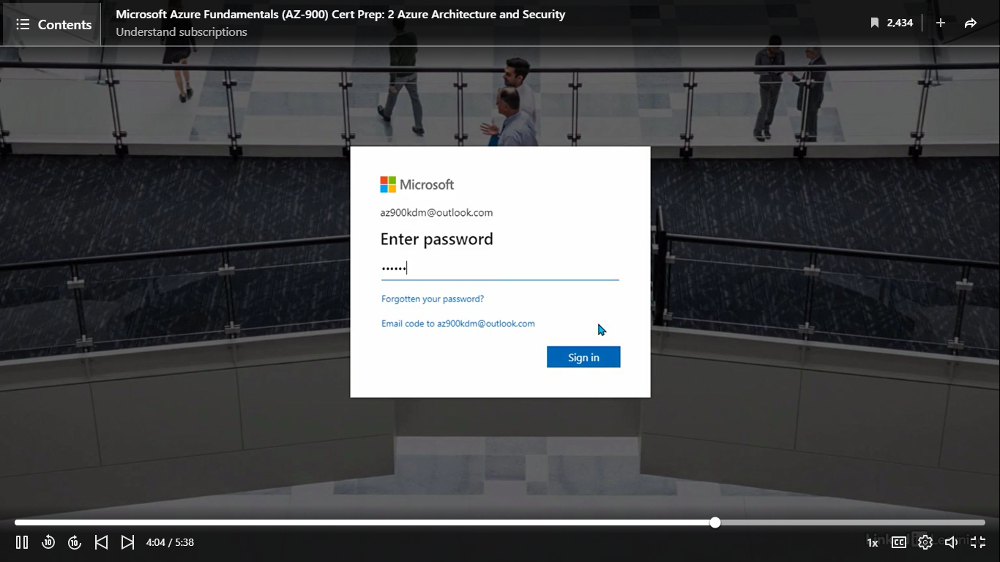 Contents
Microsoft Azure Fundamentals (AZ-900) Cert Prep: 2 Azure Architecture and Security
Understand subscriptions
2,434
Microsoft
az900kdm@outlook.com
Enter password
••••••
Forgotten your password?
Email code to az900kdm@outlook.com
Sign in
10
10
4:04 / 5:38
1x
CC